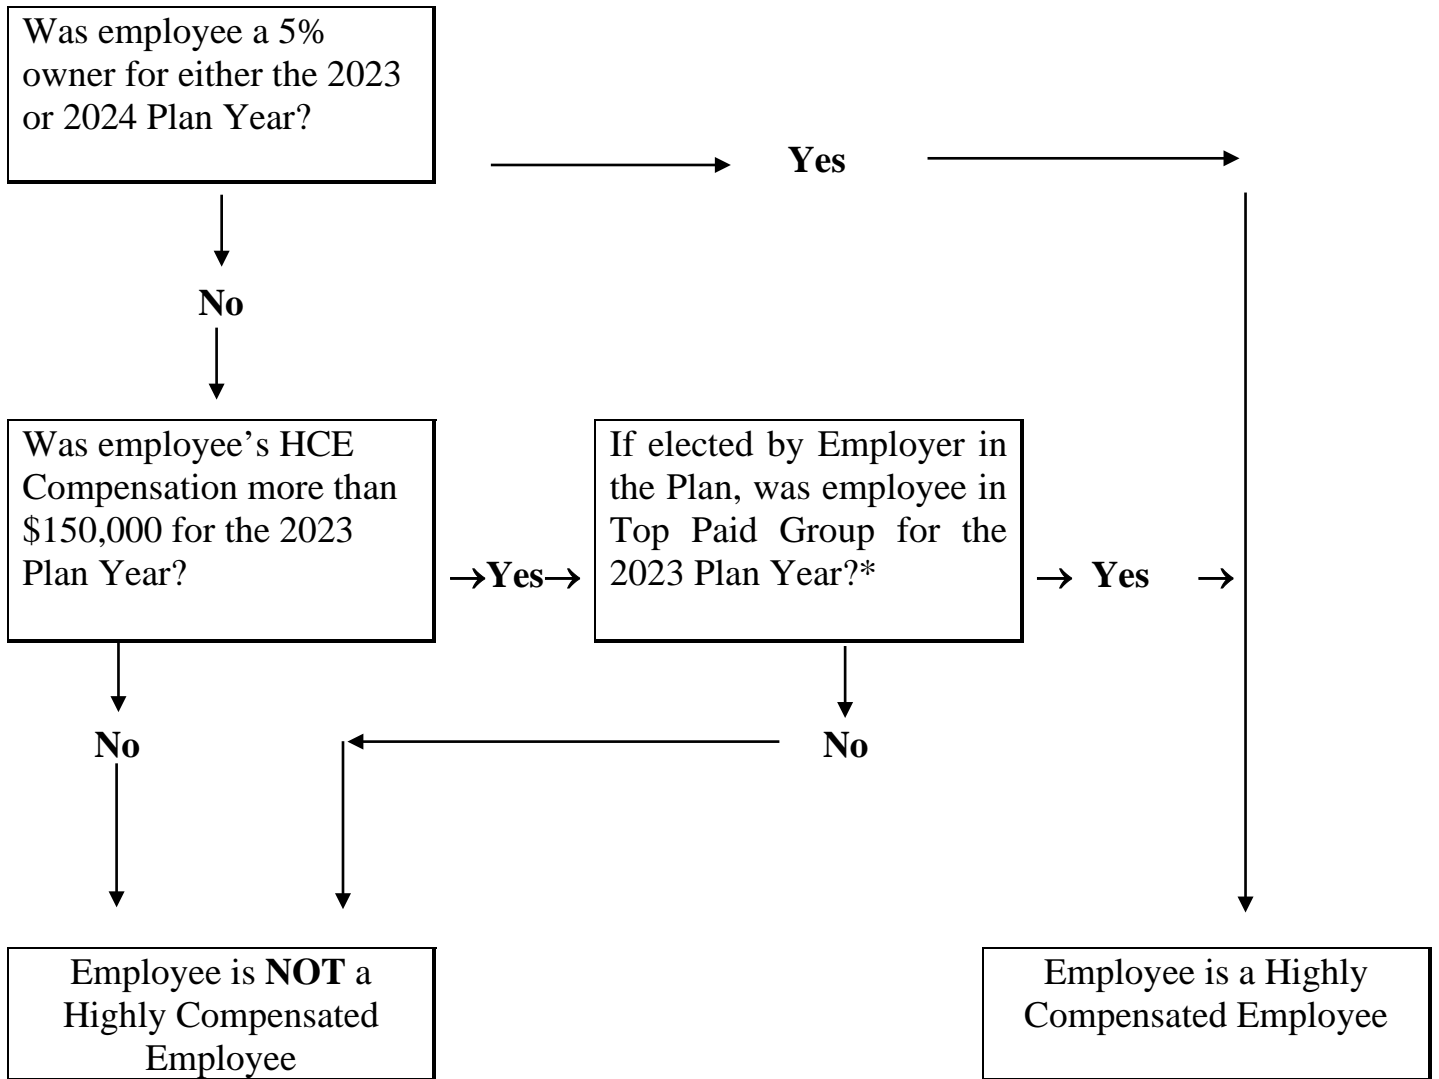 Was employee a 5%
owner for either the 2023
or 2024 Plan Year?
Yes
No
Was employee’s HCE
Compensation more than
$150,000 for the 2023
Plan Year?
→Yes→
If elected by Employer in
the Plan, was employee in
Top Paid Group for the
2023 Plan Year?*
→ Yes →
No
No
Employee is NOT a
Highly Compensated
Employee
Employee is a Highly
Compensated Employee